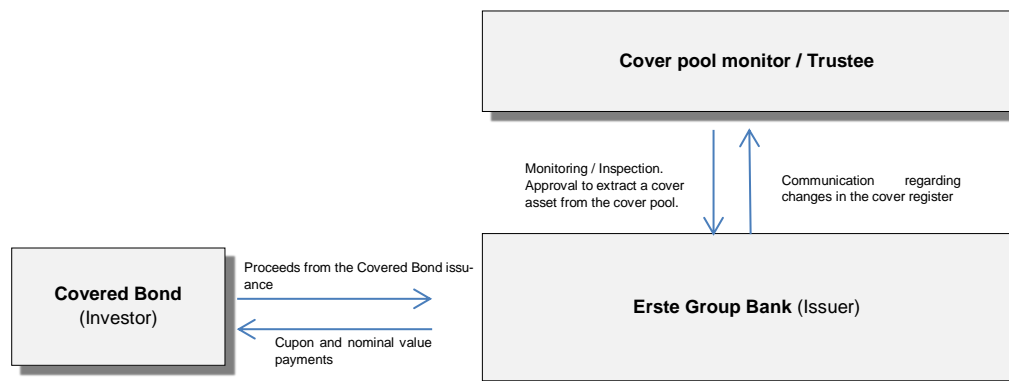 Cover pool monitor / Trustee
Monitoring / Inspection.
Approval to extract a cover
asset from the cover pool.
Communication regarding
changes in the cover register
Proceeds from the Covered Bond issu-
ance
Covered Bond
(Investor)
Erste Group Bank (Issuer)
Cupon and nominal value
payments